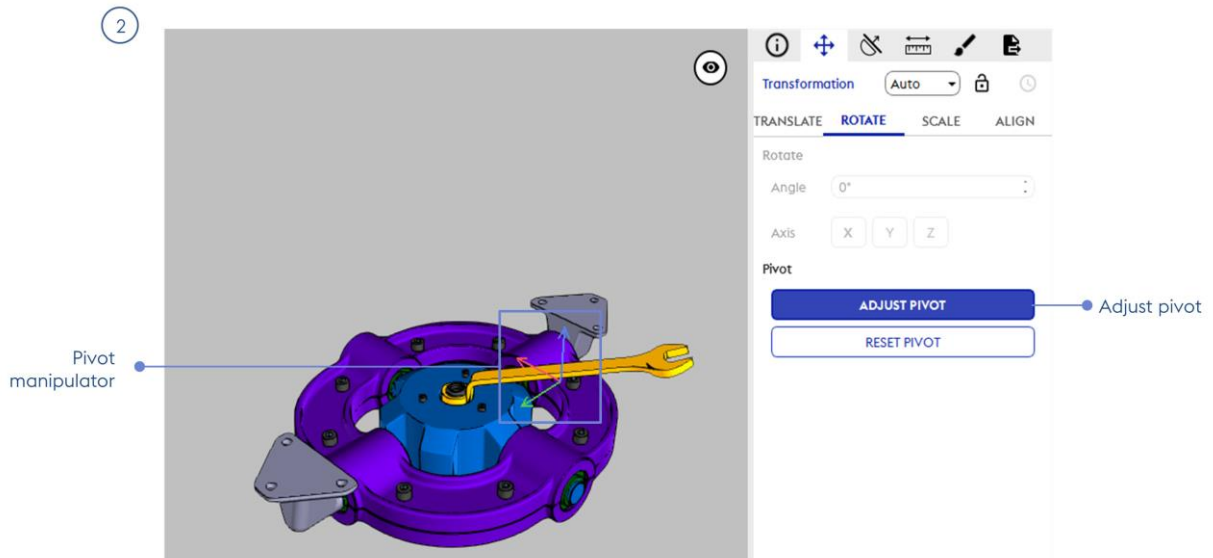 2
Transformation
Auto
TRANSLATE ROTATE SCALE ALIGN
Rotate
Angle 0°
Axis X Y Z
Pivot
ADJUST PIVOT
Adjust pivot
RESET PIVOT
Pivot
manipulator